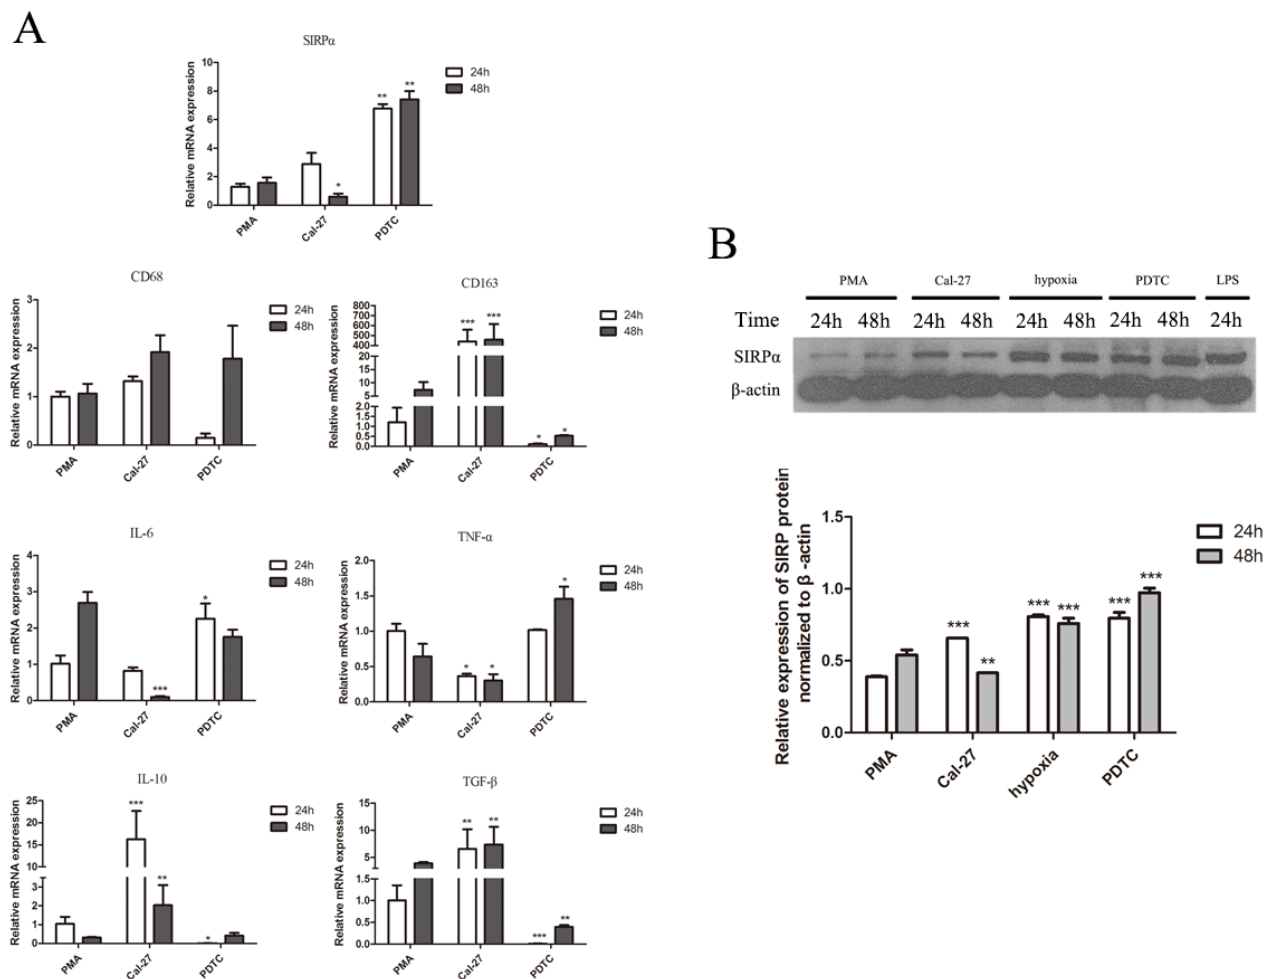 A
SIRPα
Relative mRNA expression
10
8
6
4
2
0
** **
*
24h
48h
PMA
Cal-27
PDTC
CD68
Relative mRNA expression
3
2
1
0
24h
48h
PMA
Cal-27
PDTC
CD163
Relative mRNA expression
800
700
600
500
400
20
15
10
5
2.0
1.5
1.0
0.5
0.0
*** ***
* *
24h
48h
PMA
Cal-27
PDTC
IL-6
Relative mRNA expression
4
3
2
1
0
***
*
24h
48h
PMA
Cal-27
PDTC
TNF-α
Relative mRNA expression
2.0
1.5
1.0
0.5
0.0
* *
*
24h
48h
PMA
Cal-27
PDTC
IL-10
Relative mRNA expression
25
20
15
10
3
2
1
0
***
**
*
24h
48h
PMA
Cal-27
PDTC
TGF-β
Relative mRNA expression
15
10
5
1.5
1.0
0.5
0.0
** **
*** **
24h
48h
PMA
Cal-27
PDTC
B
PMA Cal-27 hypoxia PDTC LPS
Time 24h 48h 24h 48h 24h 48h 24h 48h 24h
SIRPα
β-actin
Relative expression of SIRP protein
normalized to β -actin
1.5
1.0
0.5
0.0
*** **
*** ***
*** ***
24h
48h
PMA
Cal-27
hypoxia
PDTC